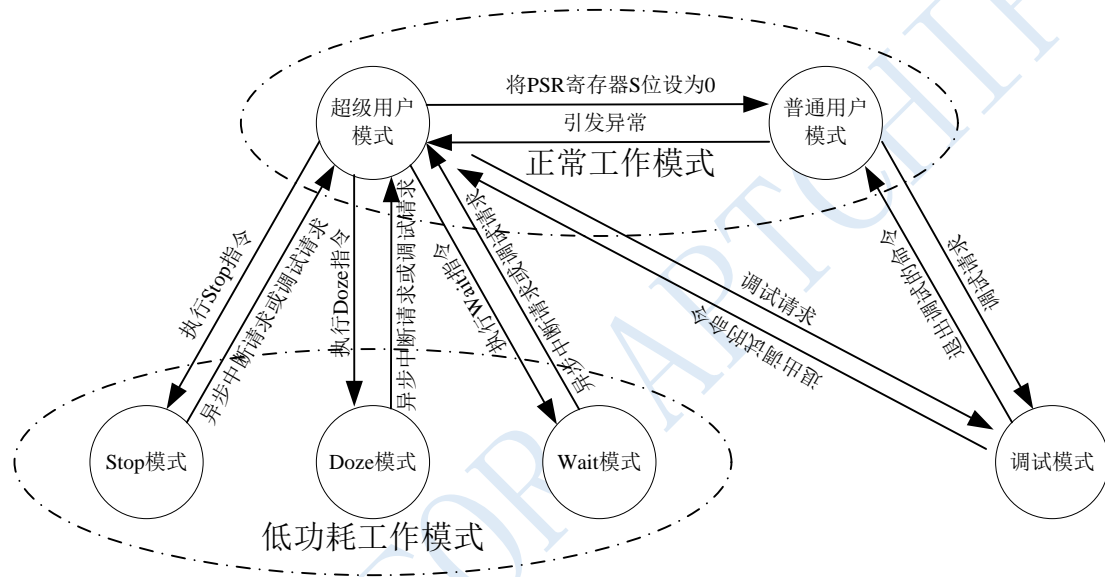 超级用户
模式
将PSR寄存器S位设为0
引发异常
普通用户
模式
正常工作模式
执行Stop指令
异步中断请求或调试请求
执行Doze指令
异步中断请求或调试请求
执行Wait指令
异步中断请求或调试请求
调试请求
退出调试的命令
退出调试的命令
调试请求
Stop模式
Doze模式
Wait模式
调试模式
低功耗工作模式
FOR APTCHIP